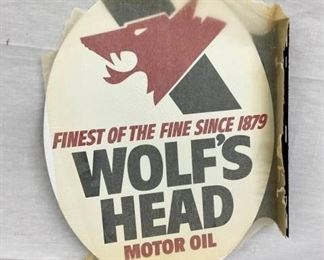 FINEST OF THE FINE SINCE 1879
WOLF'S
HEAD
MOTOR OIL